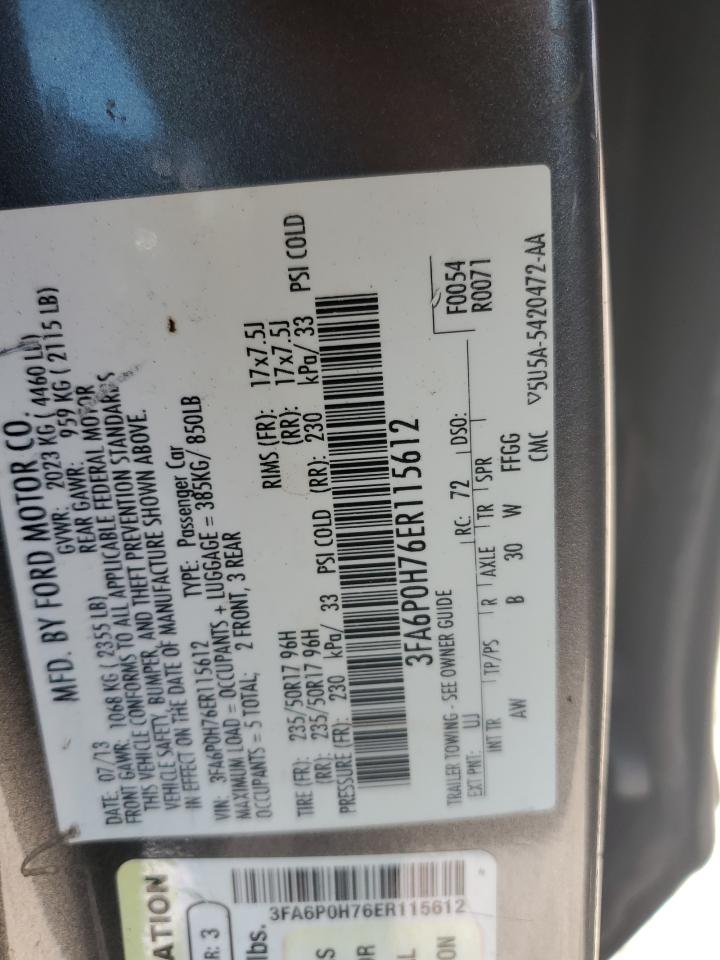 MFD. BY FORD MOTOR CO.
DATE: 07/13 GVWR: 2023 KG ( 4460 LB)
FRONT GAWR: 1068 KG ( 2355 LB) REAR GAWR: 959 KG ( 2115 LB)
THIS VEHICLE CONFORMS TO ALL APPLICABLE FEDERAL MOTOR
VEHICLE SAFETY, BUMPER, AND THEFT PREVENTION STANDARDS
IN EFFECT ON THE DATE OF MANUFACTURE SHOWN ABOVE.
VIN: 3FA6P0H76ER115612 TYPE: Passenger Car
MAXIMUM LOAD = OCCUPANTS + LUGGAGE = 385KG/ 850LB
OCCUPANTS = 5 TOTAL; 2 FRONT, 3 REAR
TIRE (FR): 235/50R17 96H RIMS (FR): 17x7.5J
(RR): 235/50R17 96H (RR): 17x7.5J
PRESSURE (FR): 230 kPa/ 33 PSI COLD (RR): 230 kPa/ 33 PSI COLD
3FA6P0H76ER115612
TRAILER TOWING - SEE OWNER GUIDE
F0054
R0071
EXT PNT: UJ RC: 72 DSO:
INT TR TP/PS R AXLE TR SPR
AW B 30 W FFGG
CMC V5U5A-5420472-AA
ATION
R: 3
3FA6P0H76ER115612
lbs.